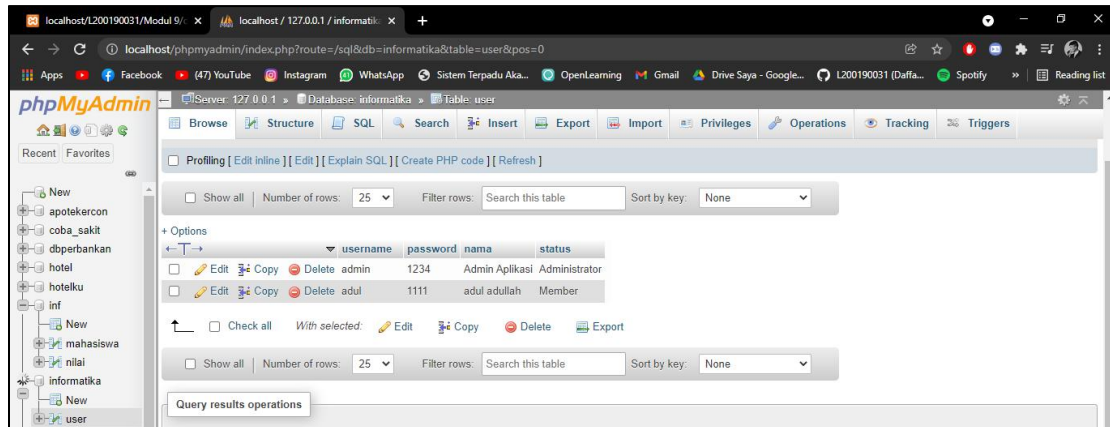 localhost/L200190031/Modul 9/c
localhost / 127.0.0.1 / informatika
localhost/phpmyadmin/index.php?route=/sql&db=informatika&table=user&pos=0
Apps Facebook (47) YouTube Instagram WhatsApp Sistem Terpadu Aka... OpenLearning Gmail Drive Saya - Google... L200190031 (Daffa... Spotify » Reading list
phpMyAdmin
Server: 127.0.0.1 » Database: informatika » Table: user
Browse Structure SQL Search Insert Export Import Privileges Operations Tracking Triggers
Recent Favorites
New
apotekercon
coba_sakit
dbperbankan
hotel
hotelku
inf
New
mahasiswa
nilai
informatika
New
user
Profiling [ Edit inline ] [ Edit ] [ Explain SQL ] [ Create PHP code ] [ Refresh ]
Show all | Number of rows: 25 Filter rows: Search this table Sort by key: None
+ Options
←T→ username password nama status
Edit Copy Delete admin 1234 Admin Aplikasi Administrator
Edit Copy Delete adul 1111 adul adullah Member
Check all With selected: Edit Copy Delete Export
Show all | Number of rows: 25 Filter rows: Search this table Sort by key: None
Query results operations